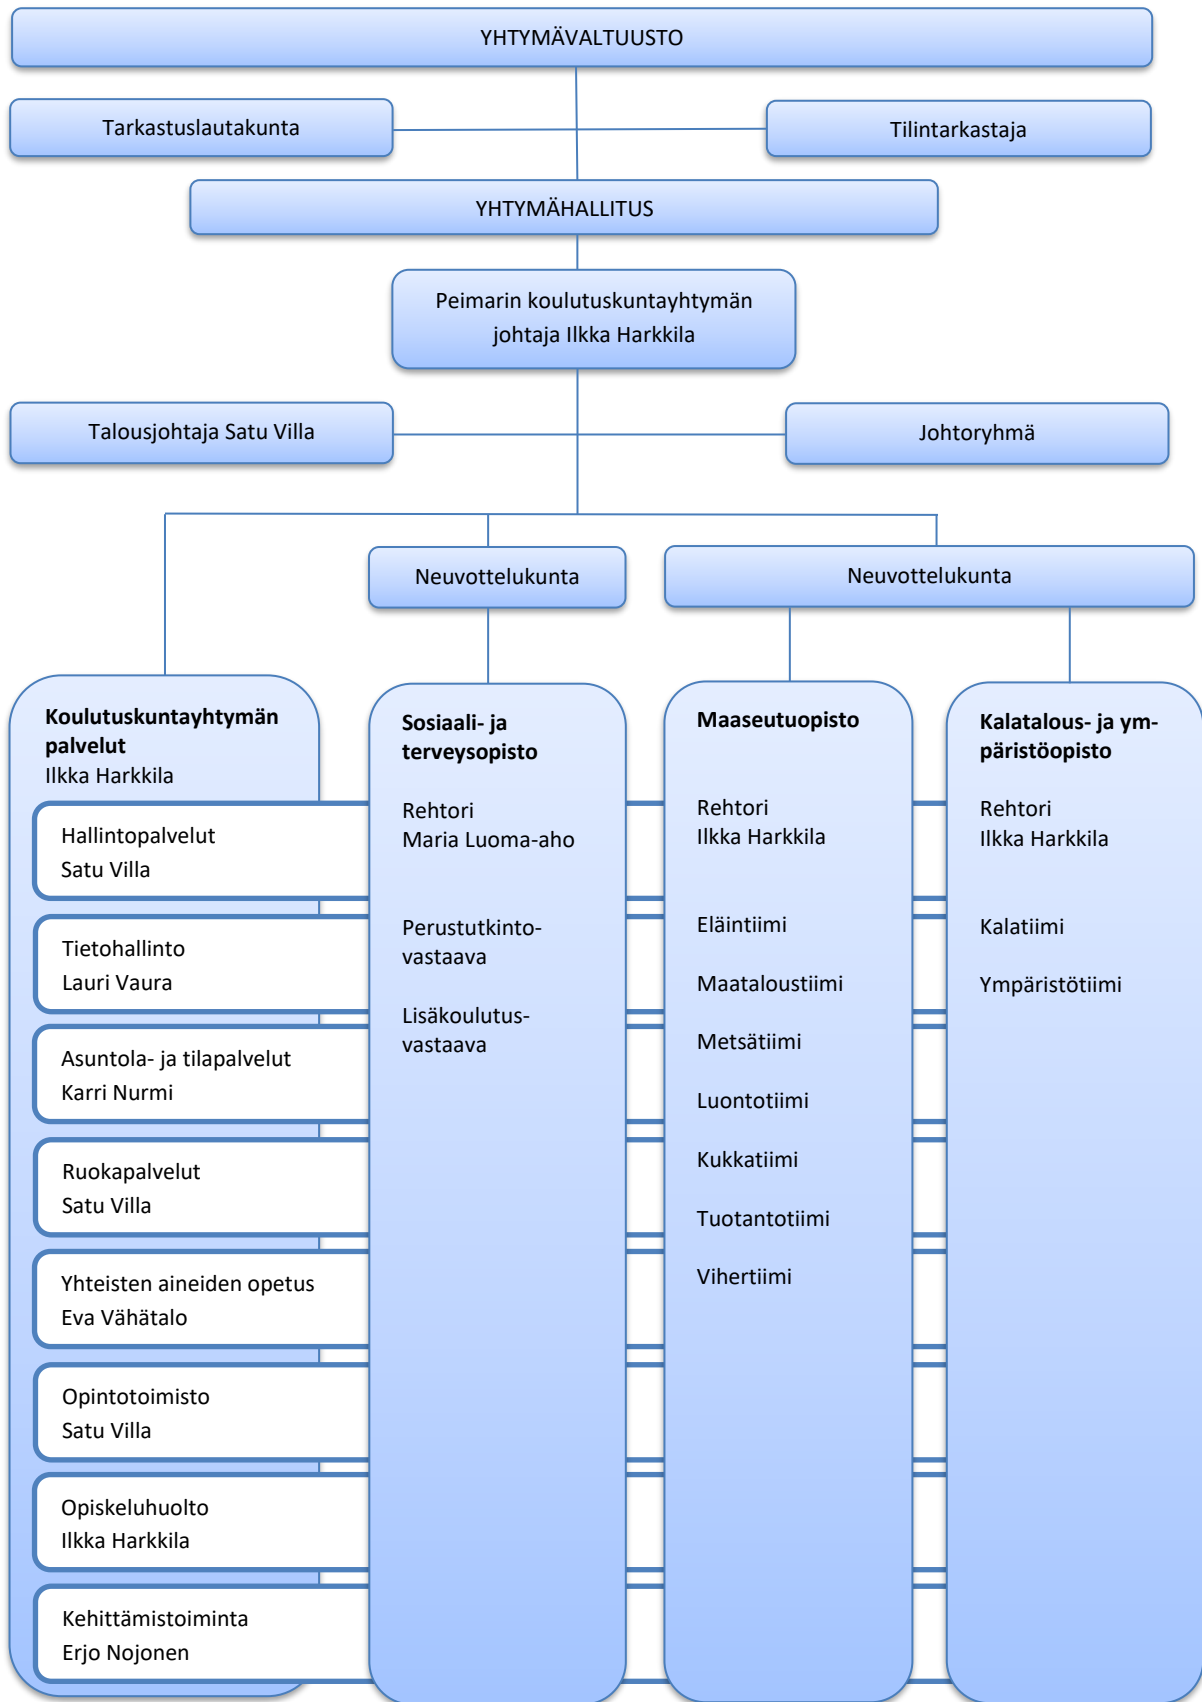 YHTYMÄVALTUUSTO
Tarkastuslautakunta
Tilintarkastaja
YHTYMÄHALLITUS
Peimarin koulutuskuntayhtymän
johtaja Ilkka Harkkila
Talousjohtaja Satu Villa
Johtoryhmä
Neuvottelukunta
Neuvottelukunta
Koulutuskuntayhtymän
palvelut
Ilkka Harkkila
Hallintopalvelut
Satu Villa
Tietohallinto
Lauri Vaura
Asuntola- ja tilapalvelut
Karri Nurmi
Ruokapalvelut
Satu Villa
Yhteisten aineiden opetus
Eva Vähätalo
Opintotoimisto
Satu Villa
Opiskeluhuolto
Ilkka Harkkila
Kehittämistoiminta
Erjo Nojonen
Sosiaali- ja
terveysopisto
Rehtori
Maria Luoma-aho
Perustutkinto-
vastaava
Lisäkoulutus-
vastaava
Maaseutuopisto
Rehtori
Ilkka Harkkila
Eläintiimi
Maataloustiimi
Metsätiimi
Luontotiimi
Kukkatiimi
Tuotantotiimi
Vihertiimi
Kalatalous- ja ym-
päristöopisto
Rehtori
Ilkka Harkkila
Kalatiimi
Ympäristötiimi